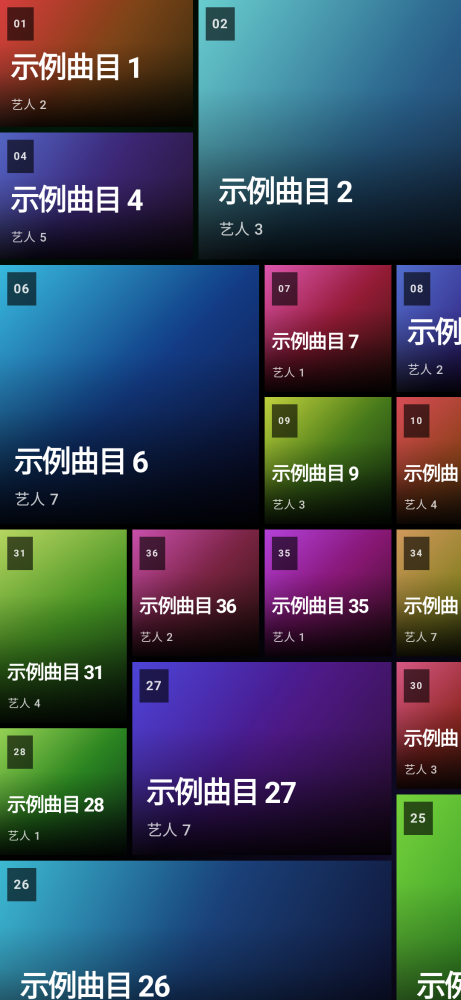 01
示例曲目 1
艺人 2
02
示例曲目 2
艺人 3
04
示例曲目 4
艺人 5
06
示例曲目 6
艺人 7
07
示例曲目 7
艺人 1
08
示例
艺人 2
09
示例曲目 9
艺人 3
10
示例曲
艺人 4
31
示例曲目 31
艺人 4
36
示例曲目 36
艺人 2
35
示例曲目 35
艺人 1
34
示例曲
艺人 7
27
示例曲目 27
艺人 7
30
示例曲
艺人 3
28
示例曲目 28
艺人 1
25
示例
26
示例曲目 26